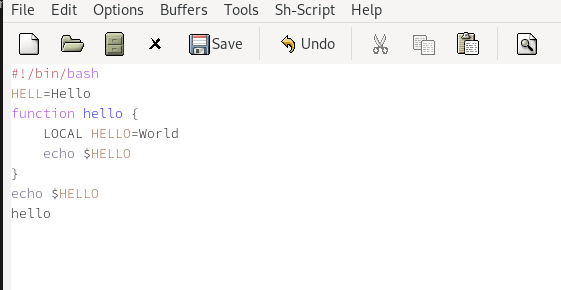 File Edit Options Buffers Tools Sh-Script Help
Save Undo
#!/bin/bash
HELL=Hello
function hello {
    LOCAL HELLO=World
    echo $HELLO
}
echo $HELLO
hello